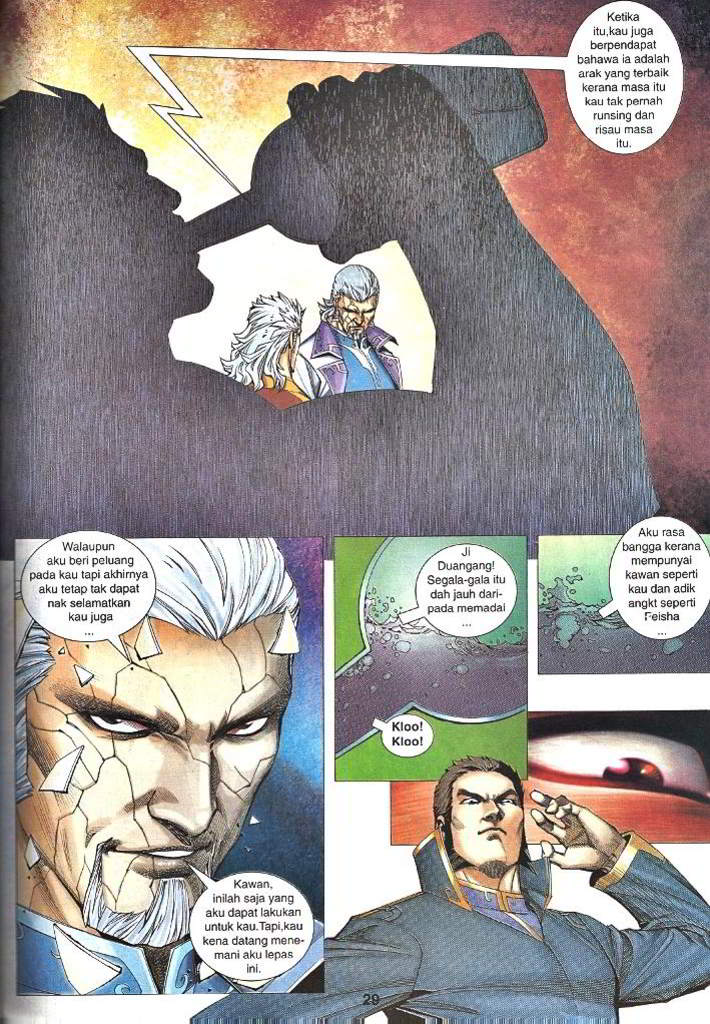 Ketika
itu,kau juga
berpendapat
bahawa ia adalah
arak yang terbaik
kerana masa itu
kau tak pernah
runsing dan
risau masa
itu.
Walaupun
aku beri peluang
pada kau tapi akhirnya
aku tetap tak dapat
nak selamatkan
kau juga
...
Ji
Duangang!
Segala-gala itu
dah jauh dari-
pada memadai
...
Aku rasa
bangga kerana
mempunyai
kawan seperti
kau dan adik
angkt seperti
Feisha
...
Kloo!
Kloo!
Kawan,
inilah saja yang
aku dapat lakukan
untuk kau.Tapi,kau
kena datang mene-
mani aku lepas
ini.
29